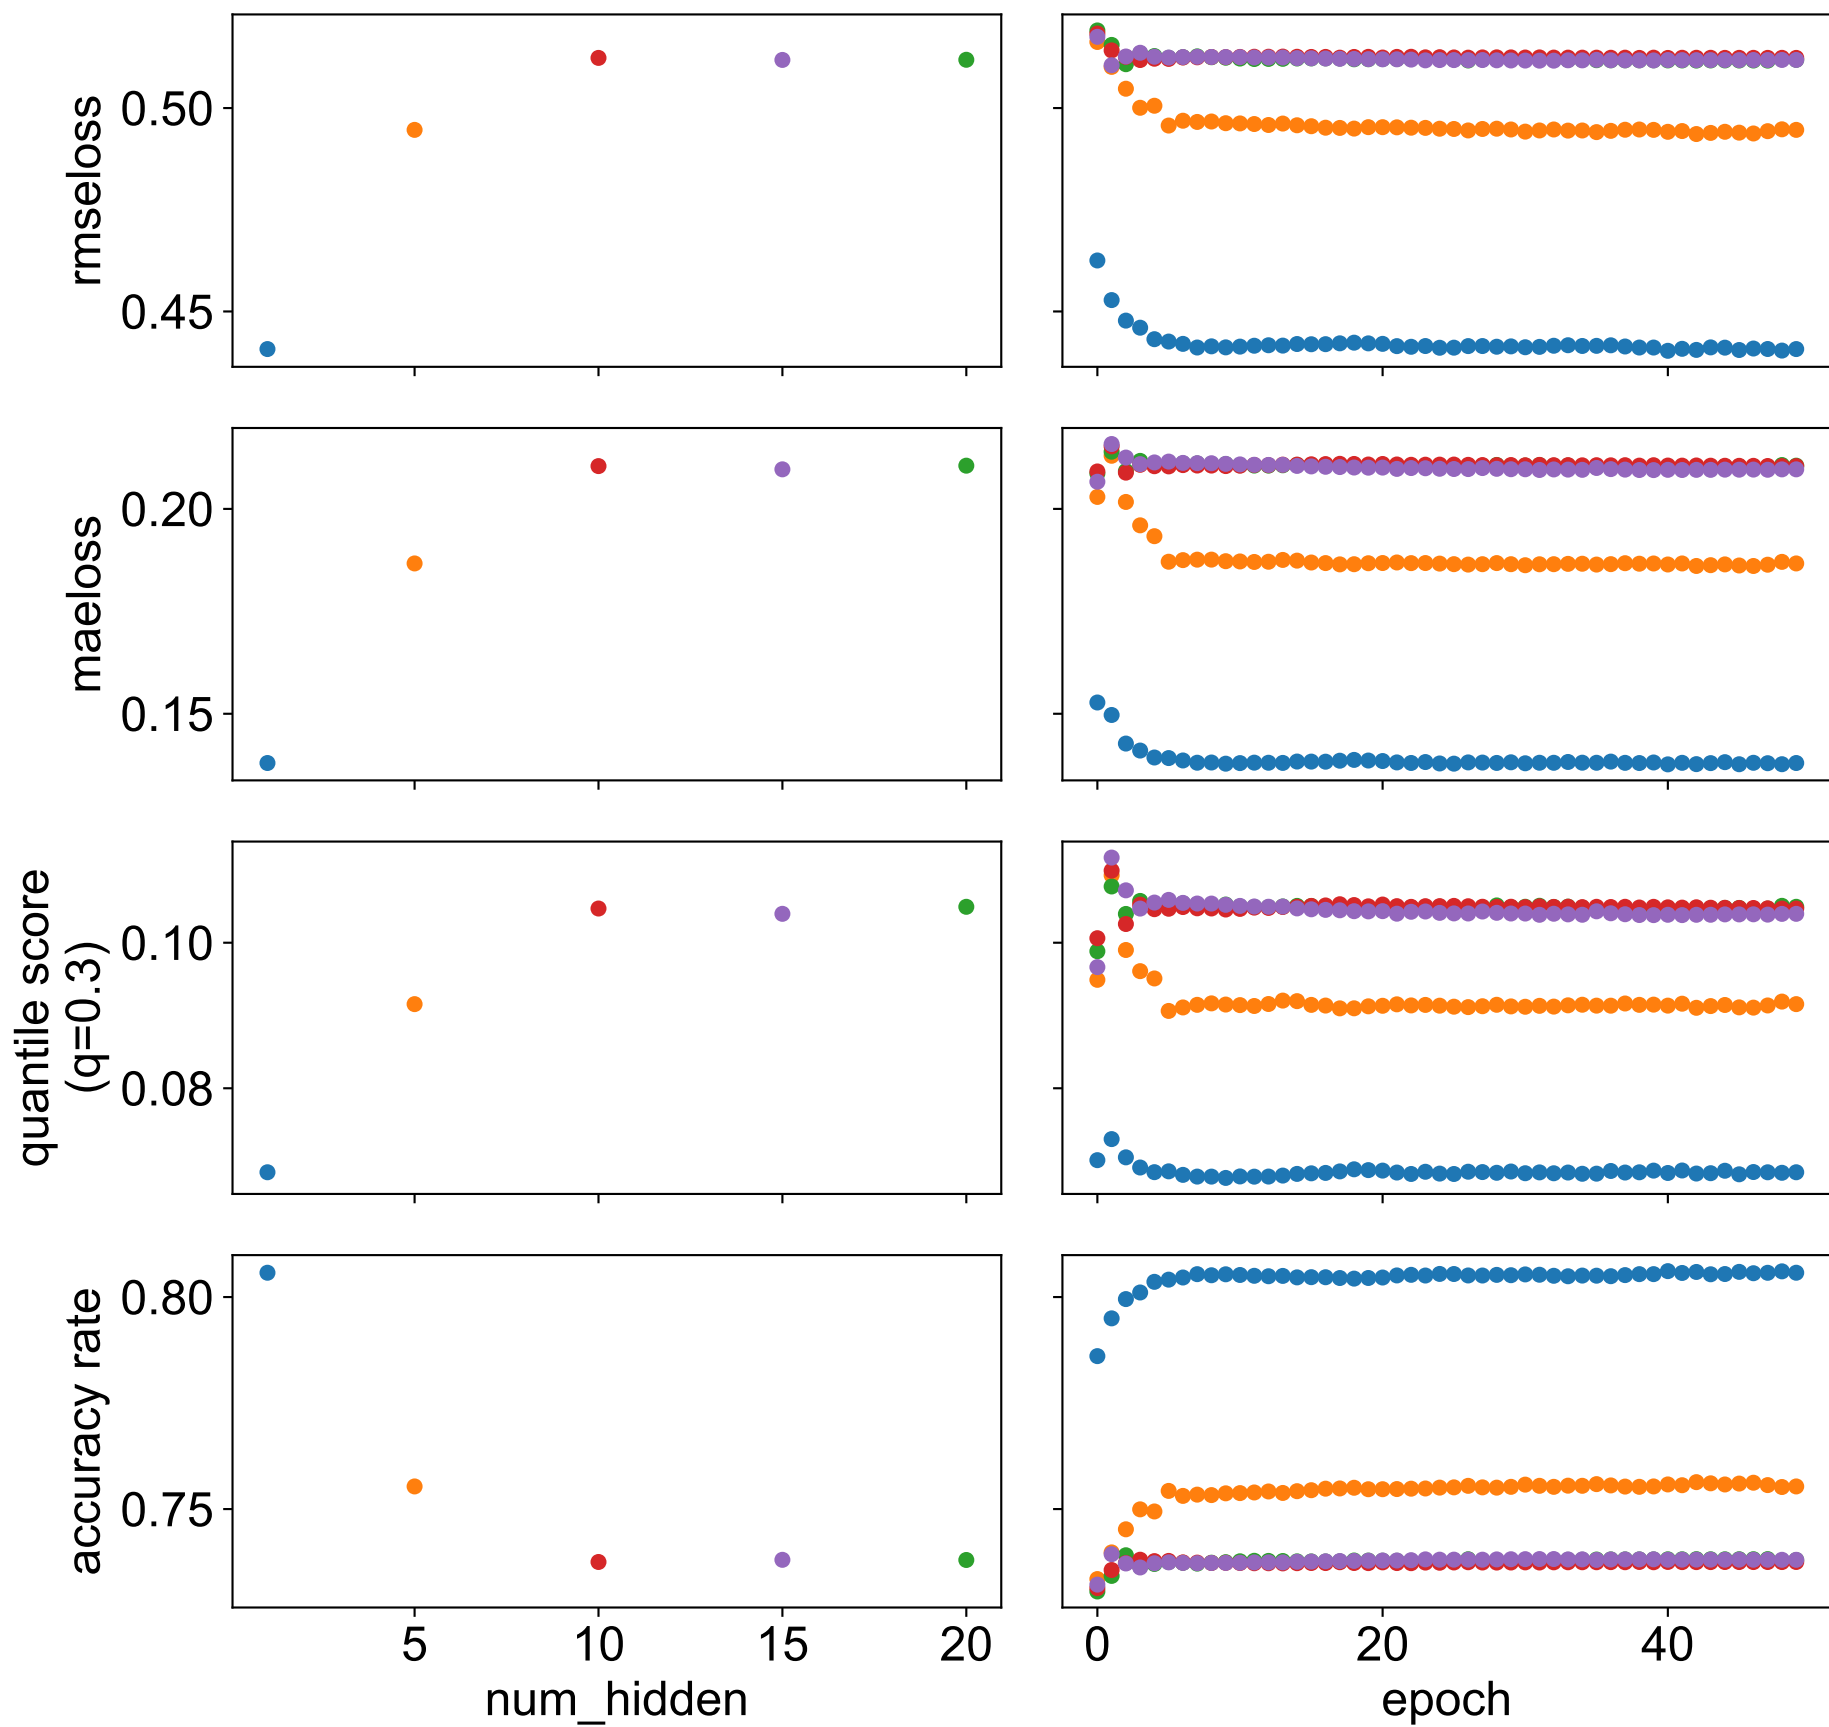 rmseloss
0.50
0.45
maeloss
0.20
0.15
quantile score
(q=0.3)
0.10
0.08
accuracy rate
0.80
0.75
5 10 15 20
num_hidden
0 20 40
epoch